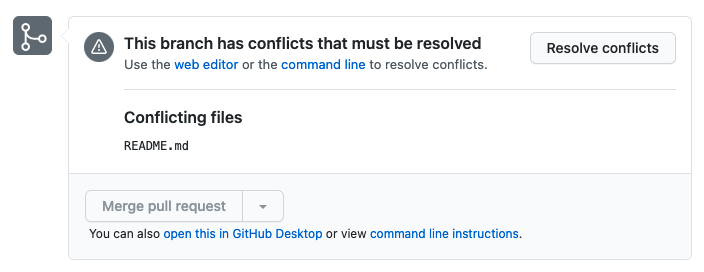 This branch has conflicts that must be resolved
Resolve conflicts
Use the web editor or the command line to resolve conflicts.
Conflicting files
README.md
Merge pull request
You can also open this in GitHub Desktop or view command line instructions.